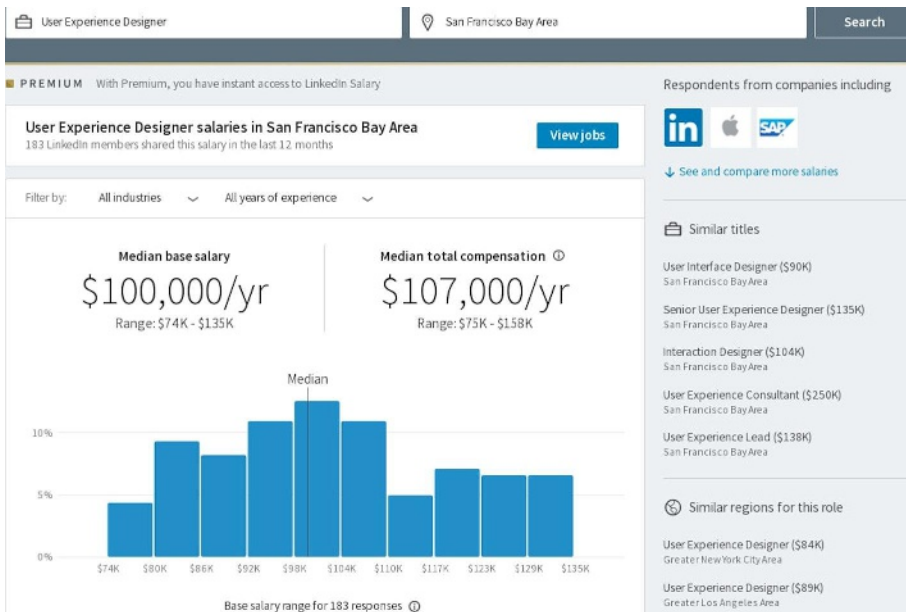 User Experience Designer
San Francisco Bay Area
Search
PREMIUM With Premium, you have instant access to LinkedIn Salary
User Experience Designer salaries in San Francisco Bay Area
183 LinkedIn members shared this salary in the last 12 months
View jobs
Filter by: All industries All years of experience
Median base salary
$100,000/yr
Range: $74K - $135K
Median total compensation
$107,000/yr
Range: $75K - $158K
Median
10%
5%
0%
$74K $80K $86K $92K $98K $104K $110K $117K $123K $129K $135K
Base salary range for 183 responses
Respondents from companies including
in
SAP
See and compare more salaries
Similar titles
User Interface Designer ($90K)
San Francisco Bay Area
Senior User Experience Designer ($135K)
San Francisco Bay Area
Interaction Designer ($104K)
San Francisco Bay Area
User Experience Consultant ($250K)
San Francisco Bay Area
User Experience Lead ($138K)
San Francisco Bay Area
Similar regions for this role
User Experience Designer ($84K)
Greater New York City Area
User Experience Designer ($89K)
Greater Los Angeles Area